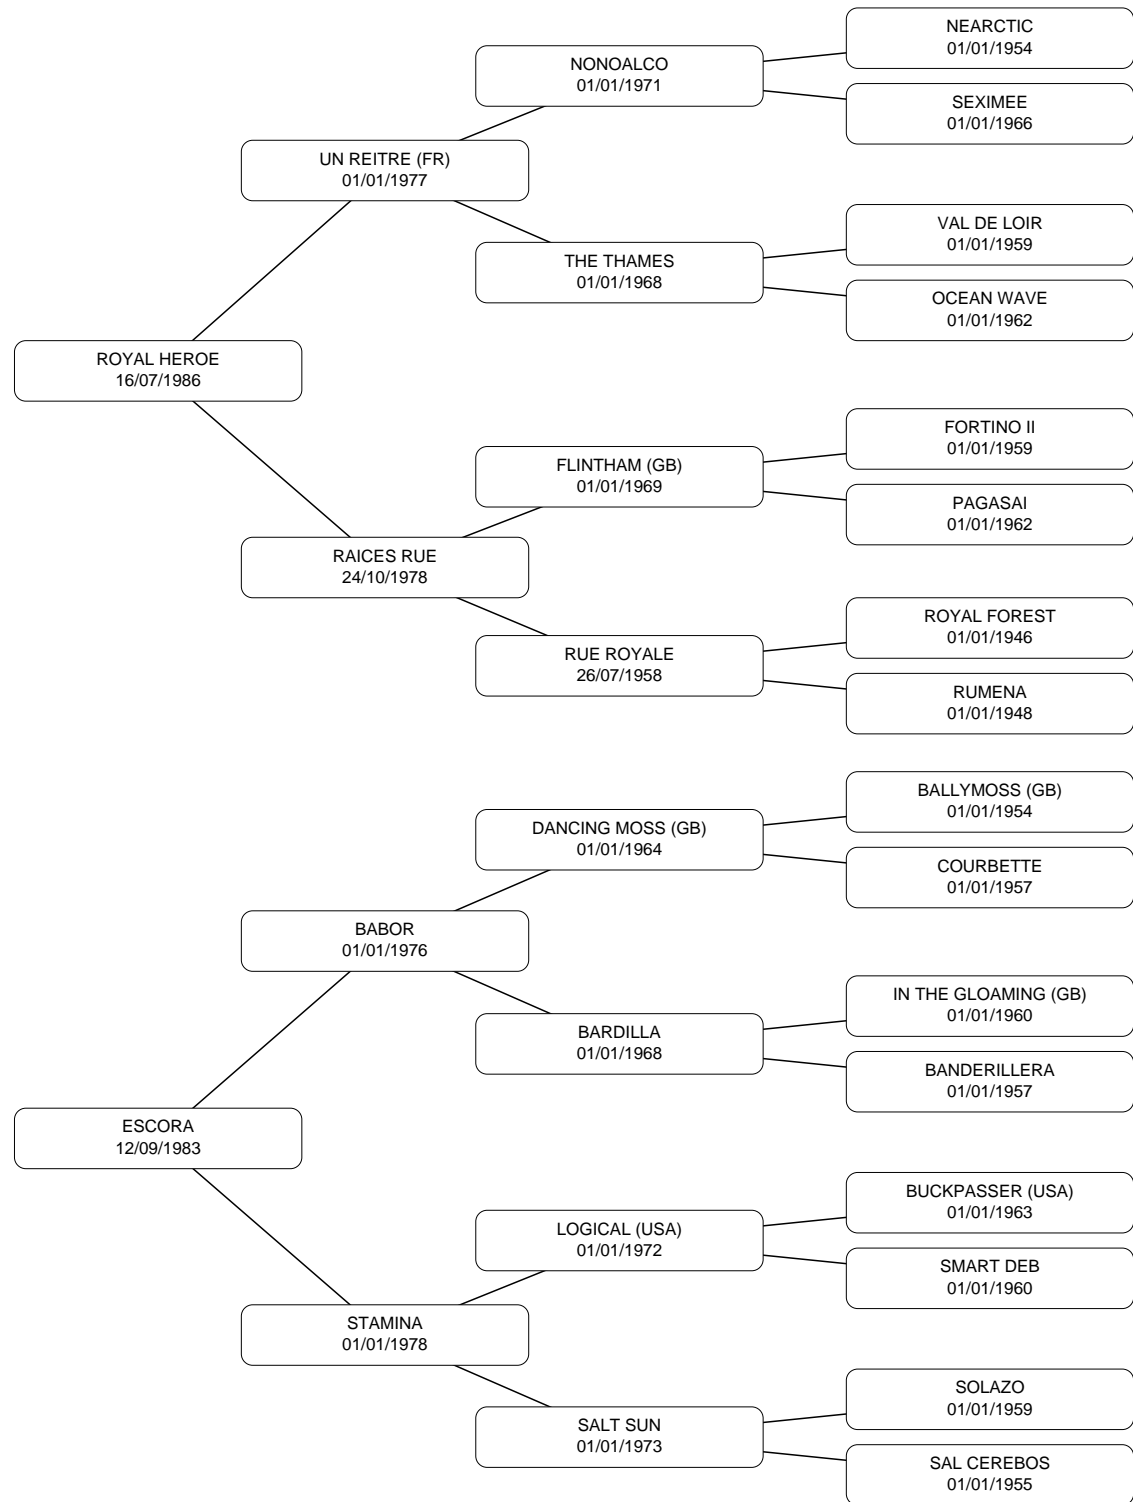 NEARCTIC
01/01/1954
NONOALCO
01/01/1971
SEXIMEE
01/01/1966
UN REITRE (FR)
01/01/1977
VAL DE LOIR
01/01/1959
THE THAMES
01/01/1968
OCEAN WAVE
01/01/1962
ROYAL HEROE
16/07/1986
FORTINO II
01/01/1959
FLINTHAM (GB)
01/01/1969
PAGASAI
01/01/1962
RAICES RUE
24/10/1978
ROYAL FOREST
01/01/1946
RUE ROYALE
26/07/1958
RUMENA
01/01/1948
BALLYMOSS (GB)
01/01/1954
DANCING MOSS (GB)
01/01/1964
COURBETTE
01/01/1957
BABOR
01/01/1976
IN THE GLOAMING (GB)
01/01/1960
BARDILLA
01/01/1968
BANDERILLERA
01/01/1957
ESCORA
12/09/1983
BUCKPASSER (USA)
01/01/1963
LOGICAL (USA)
01/01/1972
SMART DEB
01/01/1960
STAMINA
01/01/1978
SOLAZO
01/01/1959
SALT SUN
01/01/1973
SAL CEREBOS
01/01/1955